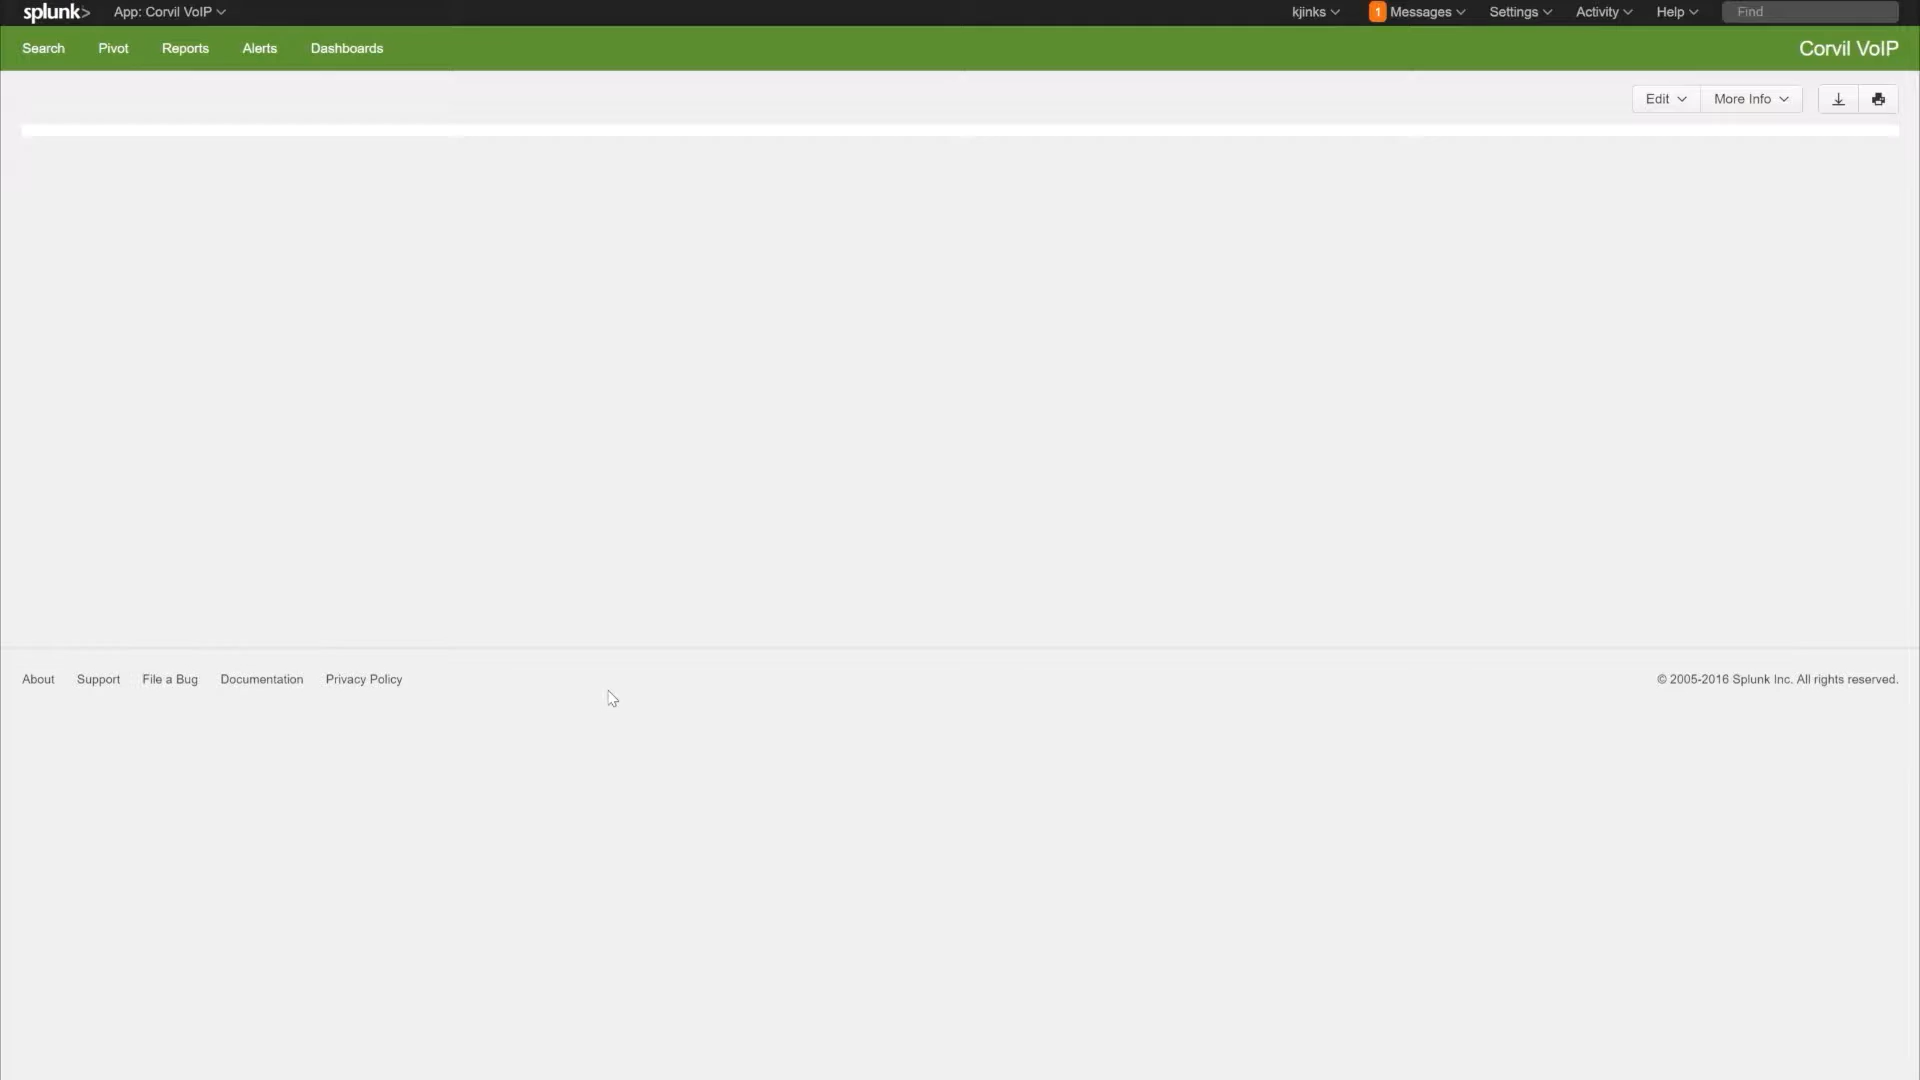 splunk> App: Corvil VoIP kjinks 1 Messages Settings Activity Help Find
Search Pivot Reports Alerts Dashboards Corvil VoIP
Edit More Info
About Support File a Bug Documentation Privacy Policy © 2005-2016 Splunk Inc. All rights reserved.